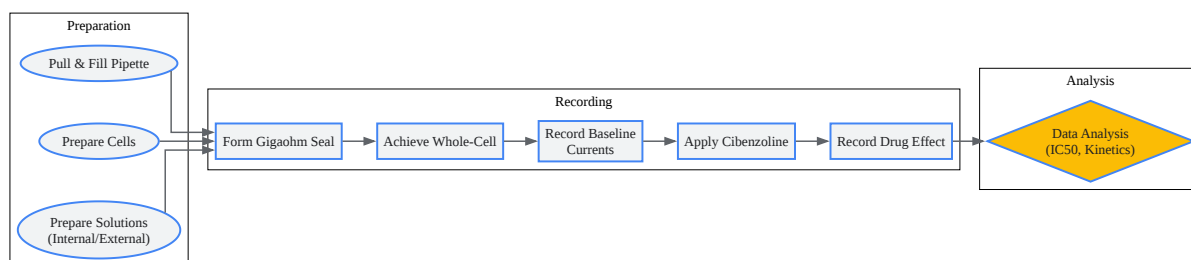 Preparation
Pull & Fill Pipette
Prepare Cells
Prepare Solutions
(Internal/External)
Recording
Form Gigaohm Seal
Achieve Whole-Cell
Record Baseline
Currents
Apply Cibenzoline
Record Drug Effect
Analysis
Data Analysis
(IC50, Kinetics)